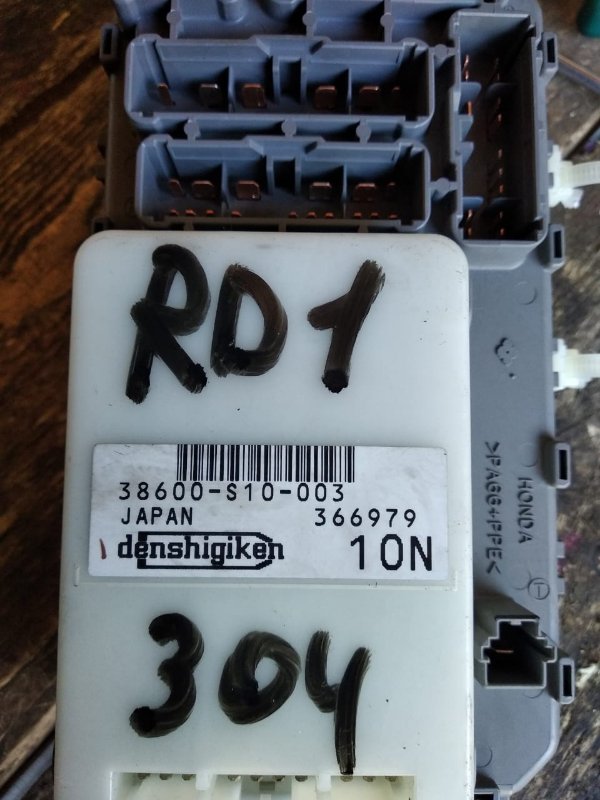 RD1
38600-S10-003
JAPAN 366979
denshigiken 10N
304
HONDA
>PA66+PPE<